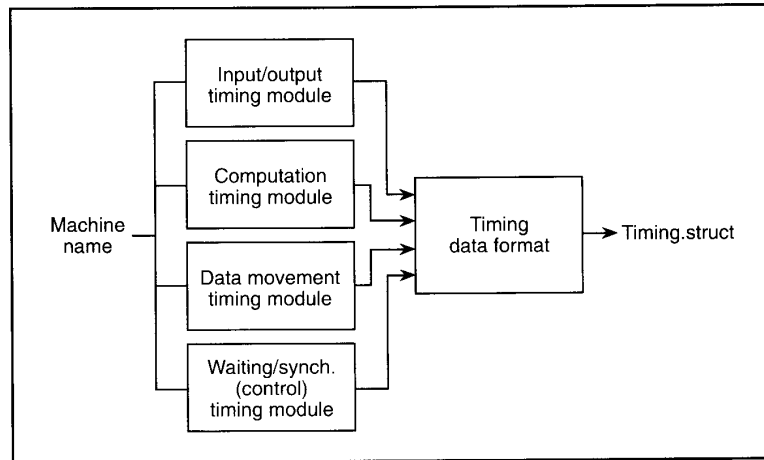 Input/output
timing module
Computation
timing module
Machine
name
Data movement
timing module
Waiting/synch.
(control)
timing module
Timing
data format
Timing.struct